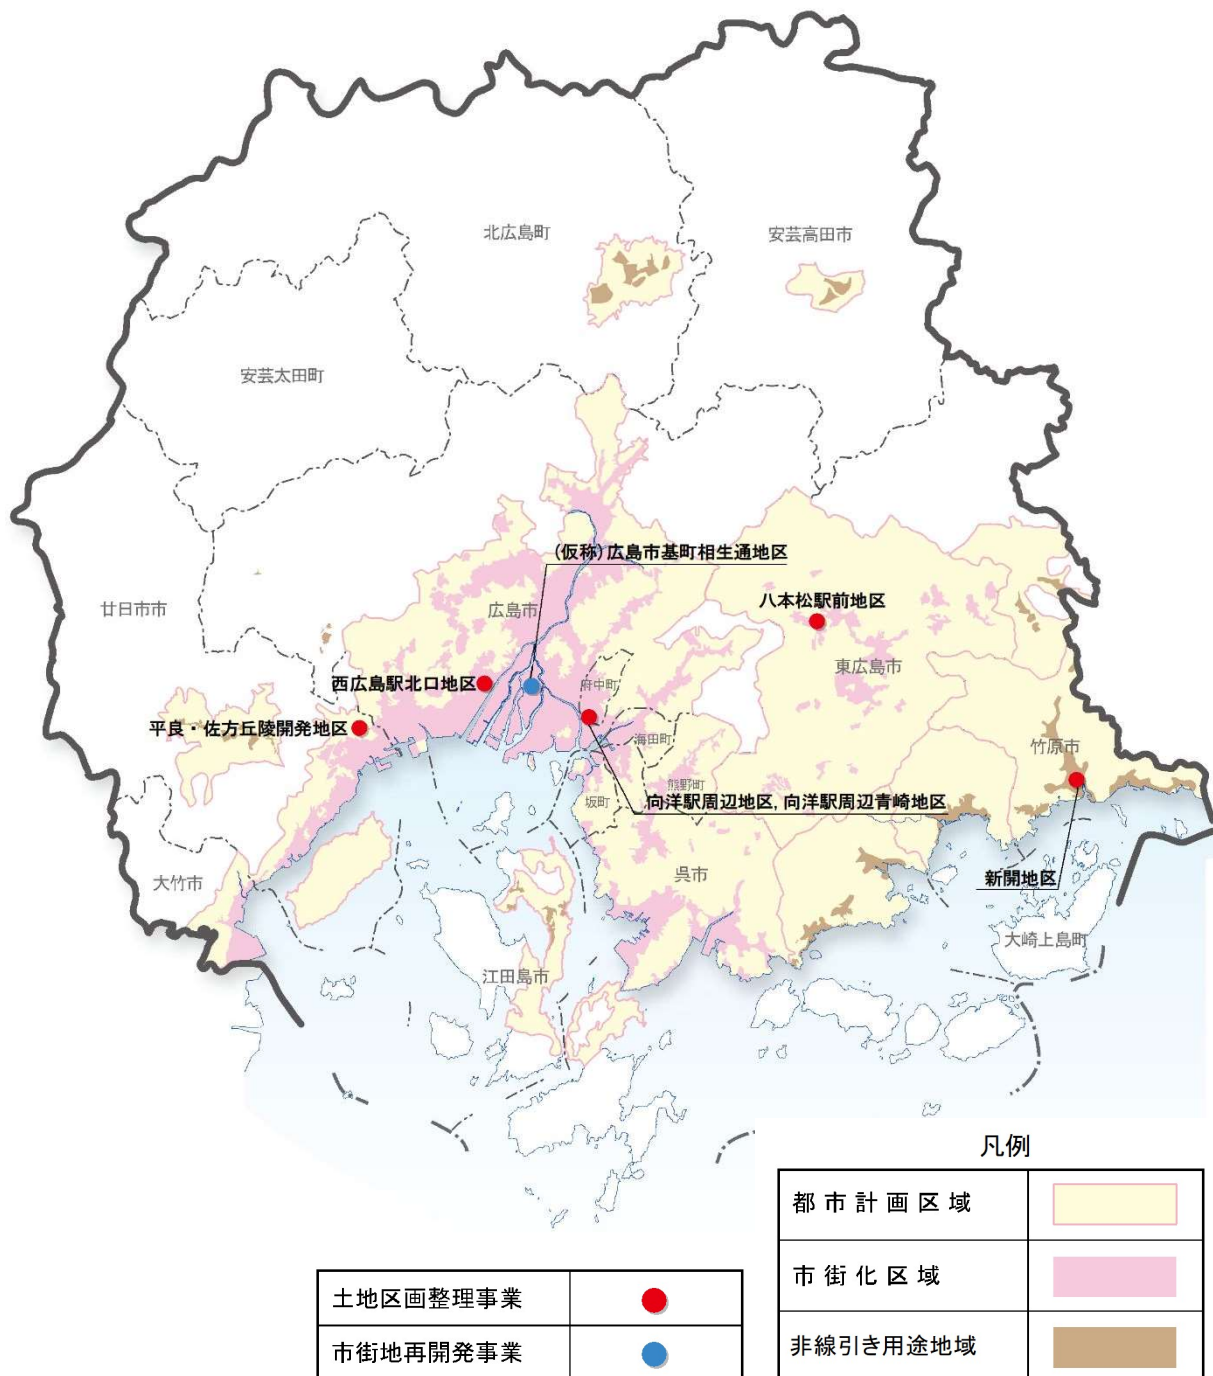 北広島町
安芸高田市
安芸太田町
(仮称)広島市基町相生通地区
八本松駅前地区
廿日市市
広島市
東広島市
西広島駅北口地区
府中町
平良・佐方丘陵開発地区
海田町
竹原市
熊野町
坂町
向洋駅周辺地区, 向洋駅周辺青崎地区
呉市
大竹市
新開地区
大崎上島町
江田島市
凡例
都市計画区域
市街化区域
非線引き用途地域
土地区画整理事業
市街地再開発事業